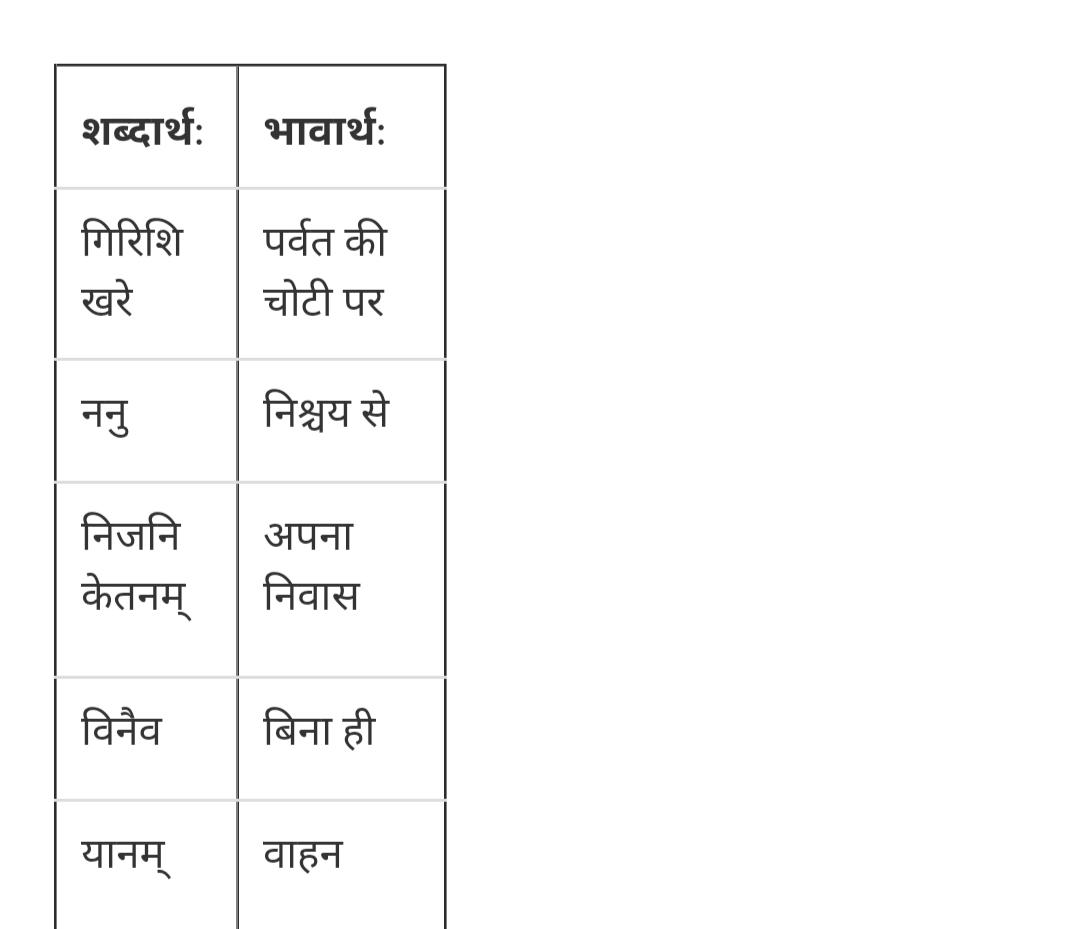 शब्दार्थ: भावार्थ:
गिरिशि पर्वत की
खरे चोटी पर
ननु निश्चय से
निजनि अपना
केतनम् निवास
विनैव बिना ही
यानम् वाहन